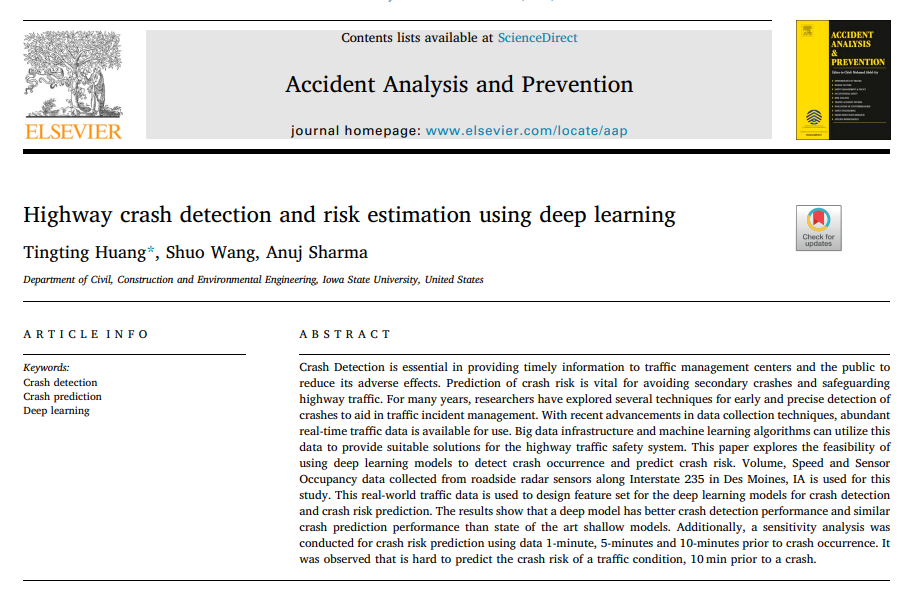 Contents lists available at ScienceDirect
Accident Analysis and Prevention
journal homepage: www.elsevier.com/locate/aap
ELSEVIER
ACCIDENT
ANALYSIS
&
PREVENTION
Highway crash detection and risk estimation using deep learning
Check for
updates
Tingting Huang*, Shuo Wang, Anuj Sharma
Department of Civil, Construction and Environmental Engineering, Iowa State University, United States
ARTICLE INFO
Keywords:
Crash detection
Crash prediction
Deep learning
ABSTRACT
Crash Detection is essential in providing timely information to traffic management centers and the public to
reduce its adverse effects. Prediction of crash risk is vital for avoiding secondary crashes and safeguarding
highway traffic. For many years, researchers have explored several techniques for early and precise detection of
crashes to aid in traffic incident management. With recent advancements in data collection techniques, abundant
real-time traffic data is available for use. Big data infrastructure and machine learning algorithms can utilize this
data to provide suitable solutions for the highway traffic safety system. This paper explores the feasibility of
using deep learning models to detect crash occurrence and predict crash risk. Volume, Speed and Sensor
Occupancy data collected from roadside radar sensors along Interstate 235 in Des Moines, IA is used for this
study. This real-world traffic data is used to design feature set for the deep learning models for crash detection
and crash risk prediction. The results show that a deep model has better crash detection performance and similar
crash prediction performance than state of the art shallow models. Additionally, a sensitivity analysis was
conducted for crash risk prediction using data 1-minute, 5-minutes and 10-minutes prior to crash occurrence. It
was observed that is hard to predict the crash risk of a traffic condition, 10 min prior to a crash.